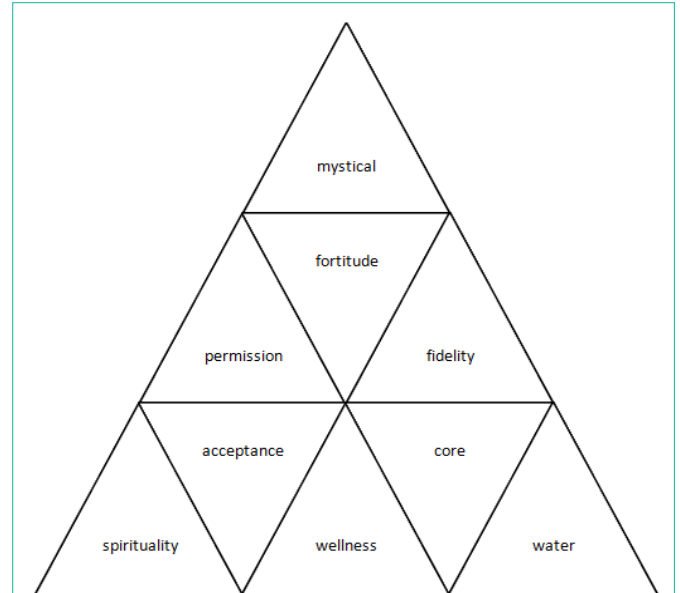 mystical
fortitude
permission
fidelity
acceptance
core
spirituality
wellness
water